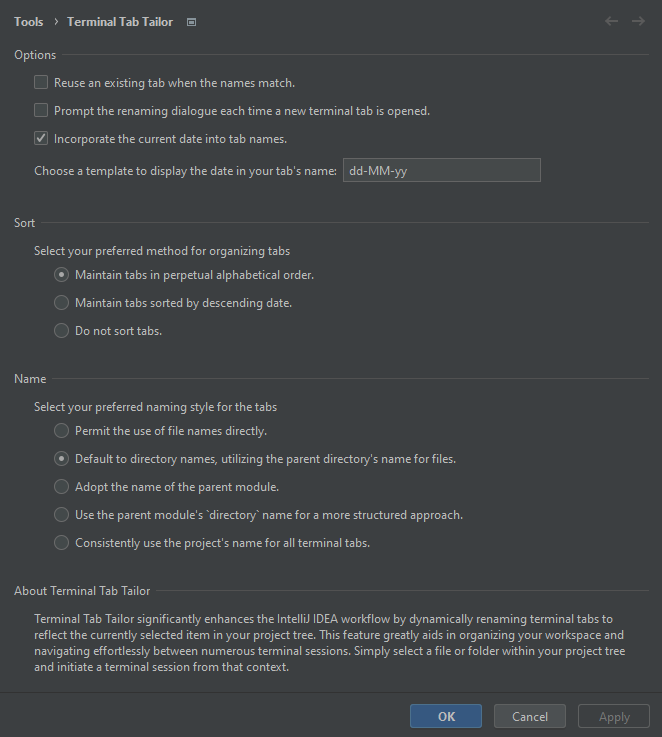 Tools › Terminal Tab Tailor
Options
Reuse an existing tab when the names match.
Prompt the renaming dialogue each time a new terminal tab is opened.
Incorporate the current date into tab names.
Choose a template to display the date in your tab's name: dd-MM-yy
Sort
Select your preferred method for organizing tabs
Maintain tabs in perpetual alphabetical order.
Maintain tabs sorted by descending date.
Do not sort tabs.
Name
Select your preferred naming style for the tabs
Permit the use of file names directly.
Default to directory names, utilizing the parent directory's name for files.
Adopt the name of the parent module.
Use the parent module's `directory` name for a more structured approach.
Consistently use the project's name for all terminal tabs.
About Terminal Tab Tailor
Terminal Tab Tailor significantly enhances the IntelliJ IDEA workflow by dynamically renaming terminal tabs to
reflect the currently selected item in your project tree. This feature greatly aids in organizing your workspace and
navigating effortlessly between numerous terminal sessions. Simply select a file or folder within your project tree
and initiate a terminal session from that context.
OK Cancel Apply